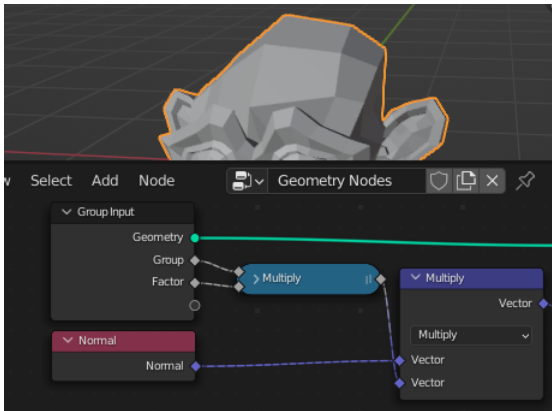 w Select Add Node Geometry Nodes
Group Input
Geometry
Group
Factor
Multiply
Multiply
Vector
Multiply
Vector
Vector
Normal
Normal